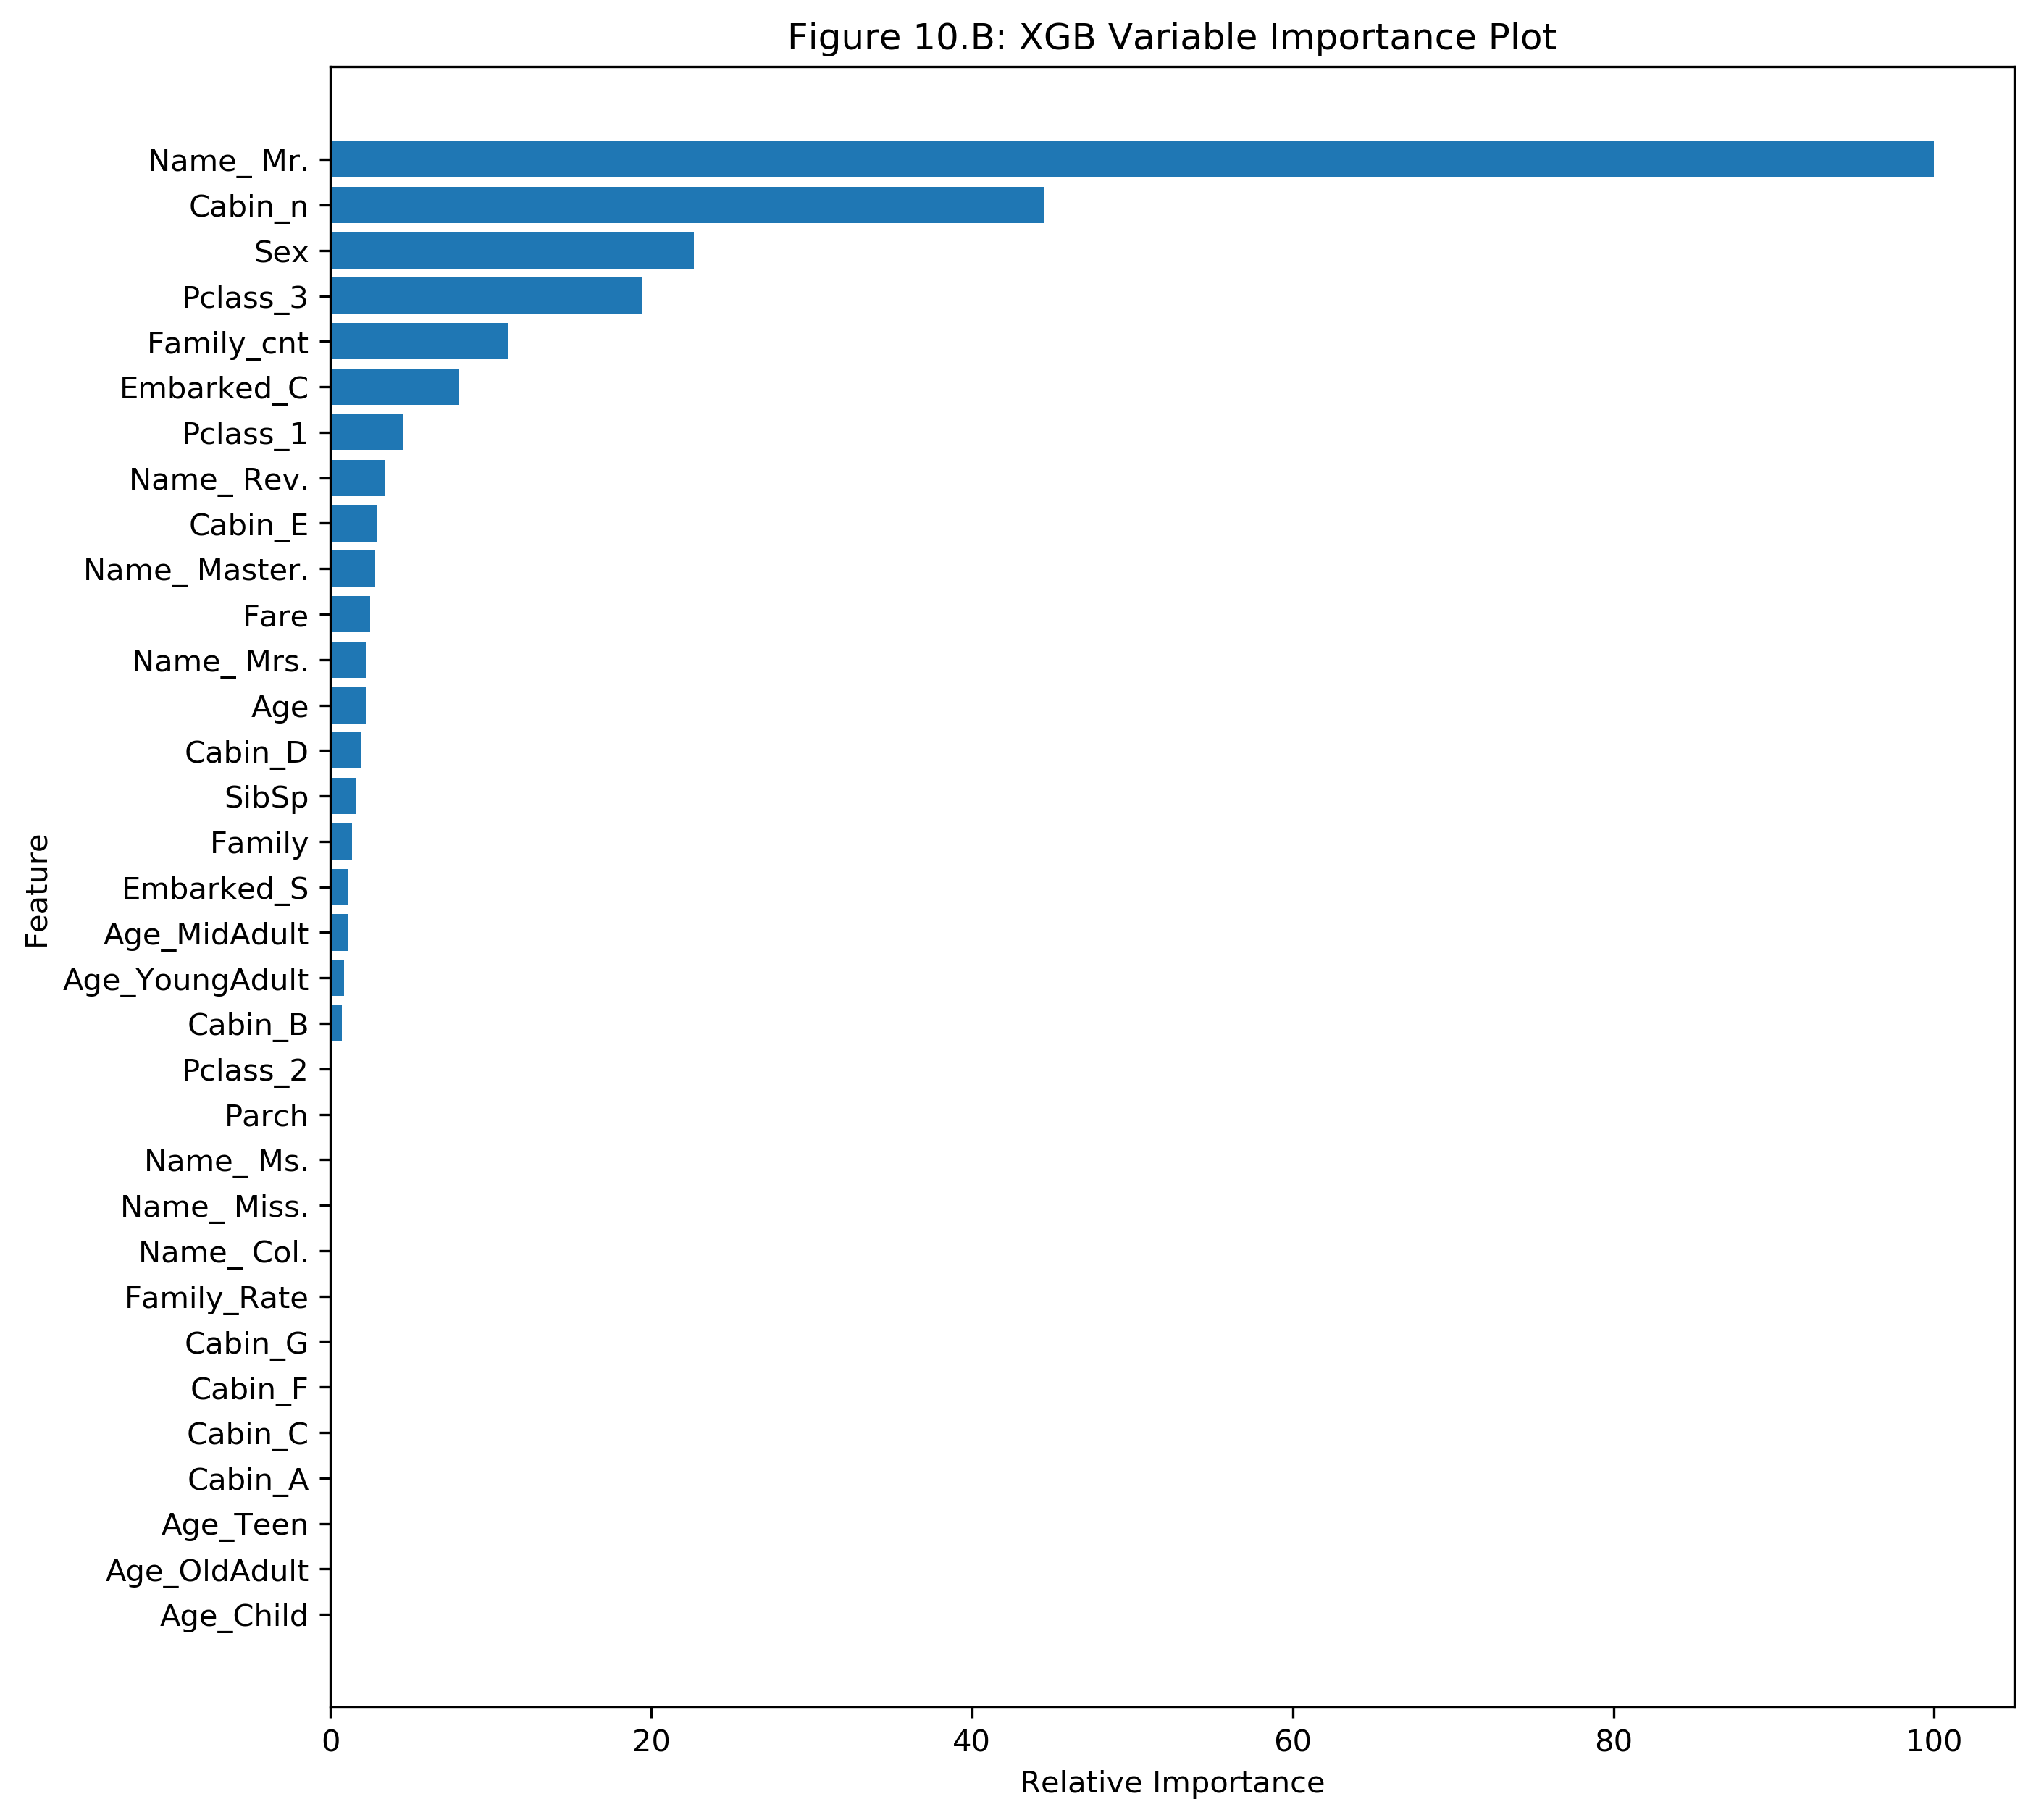 Figure 10.B: XGB Variable Importance Plot
Name_ Mr.
Cabin_n
Sex
Pclass_3
Family_cnt
Embarked_C
Pclass_1
Name_ Rev.
Cabin_E
Name_ Master.
Fare
Name_ Mrs.
Age
Cabin_D
SibSp
Family
Embarked_S
Age_MidAdult
Age_YoungAdult
Cabin_B
Pclass_2
Parch
Name_ Ms.
Name_ Miss.
Name_ Col.
Family_Rate
Cabin_G
Cabin_F
Cabin_C
Cabin_A
Age_Teen
Age_OldAdult
Age_Child
Feature
0 20 40 60 80 100
Relative Importance